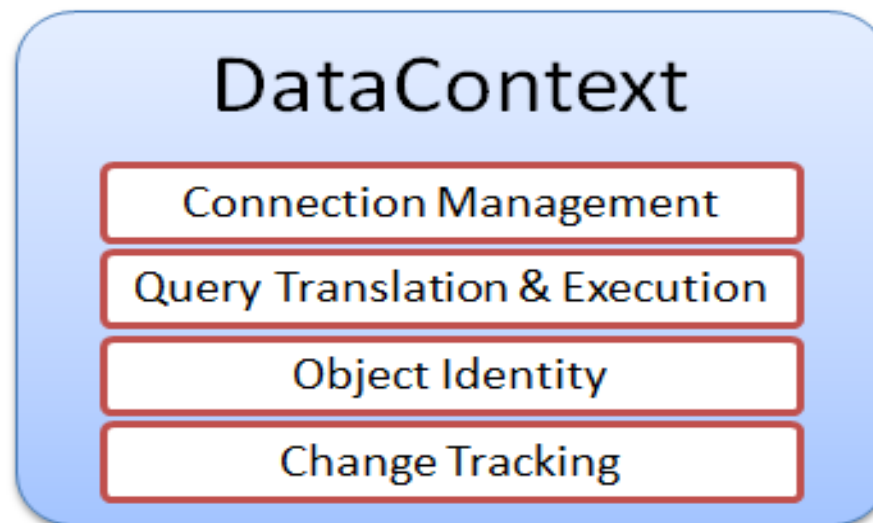 DataContext
Connection Management
Query Translation & Execution
Object Identity
Change Tracking